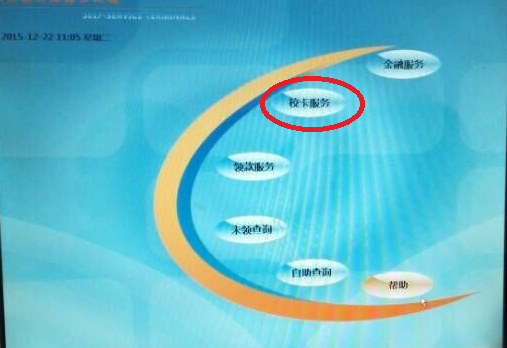 SELF-SERVICE TERMINALS
2015-12-22 11:05 星期二
金融服务
校卡服务
领款服务
未领查询
自助查询
帮助